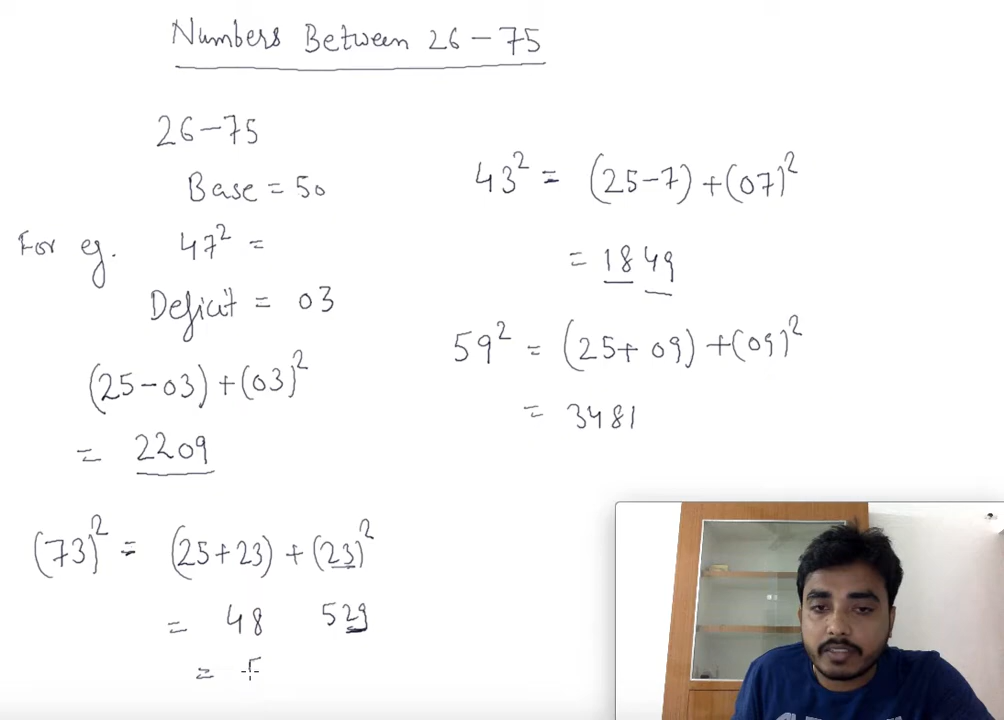 Numbers Between 26-75
26-75
Base = 50
For eg. 47² =
Deficit = 03
(25-03) + (03)²
= 2209
(73)² = (25+23) + (23)²
= 48 529
= 5
43² = (25-7) + (07)²
= 1849
59² = (25+09) + (09)²
= 3481